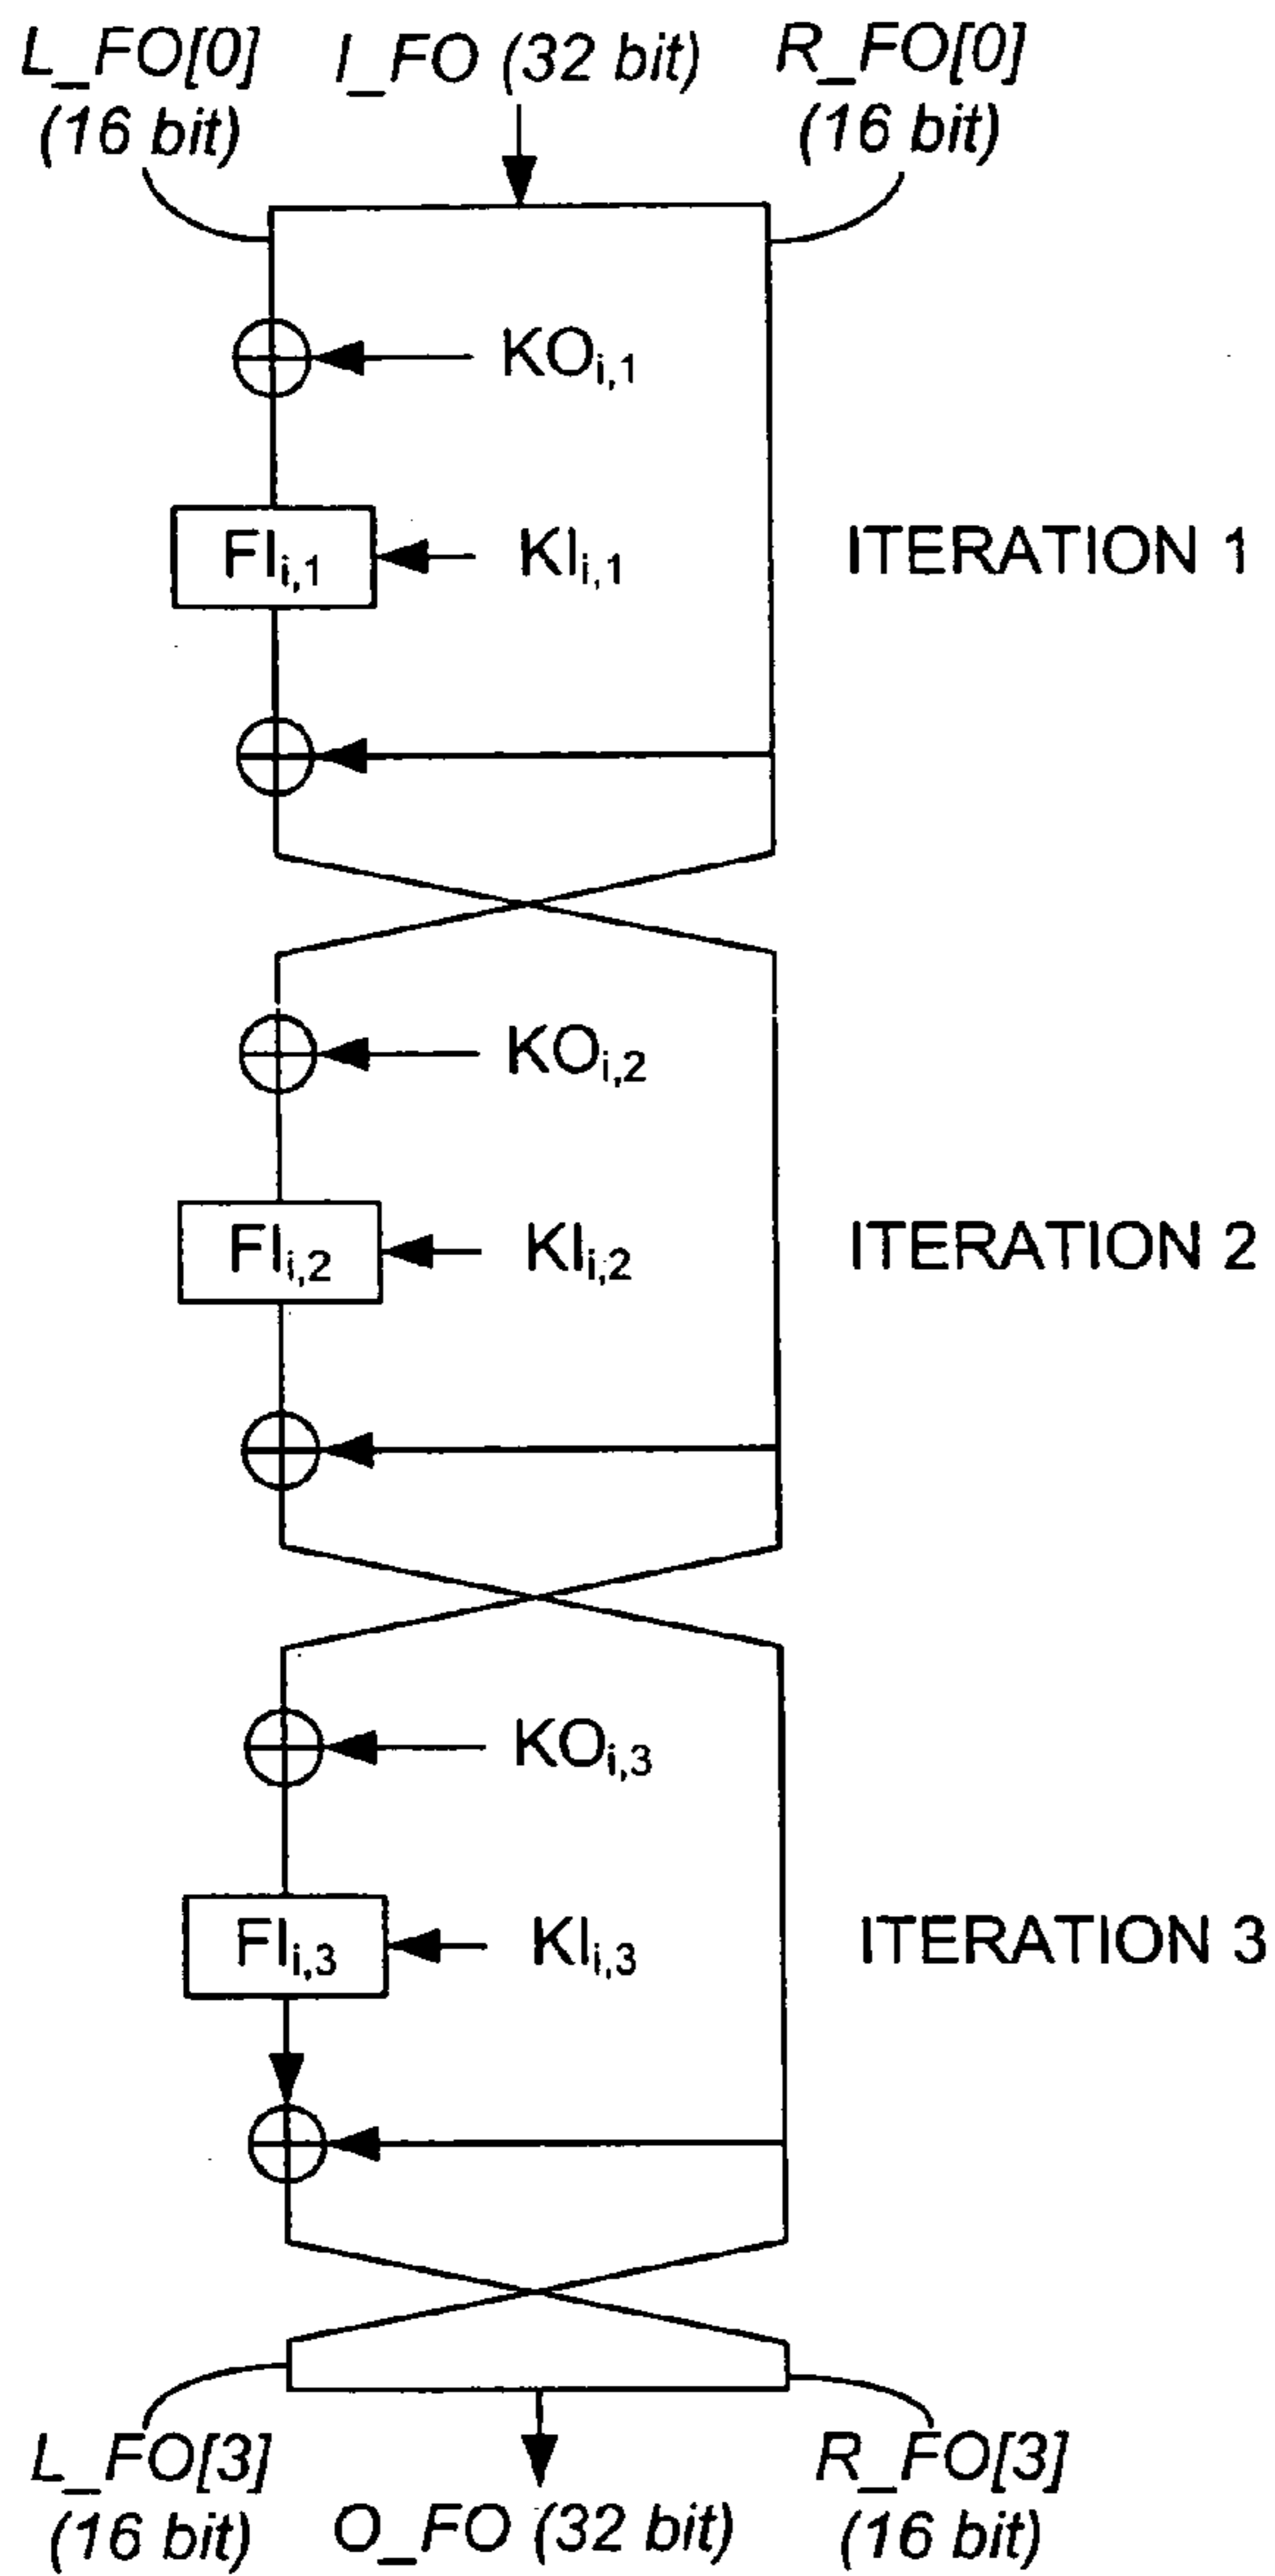 L_FO[0]
(16 bit)
I_FO (32 bit)
R_FO[0]
(16 bit)
KOi,1
FIi,1
KIi,1
ITERATION 1
KOi,2
FIi,2
KIi,2
ITERATION 2
KOi,3
FIi,3
KIi,3
ITERATION 3
L_FO[3]
(16 bit)
O_FO (32 bit)
R_FO[3]
(16 bit)